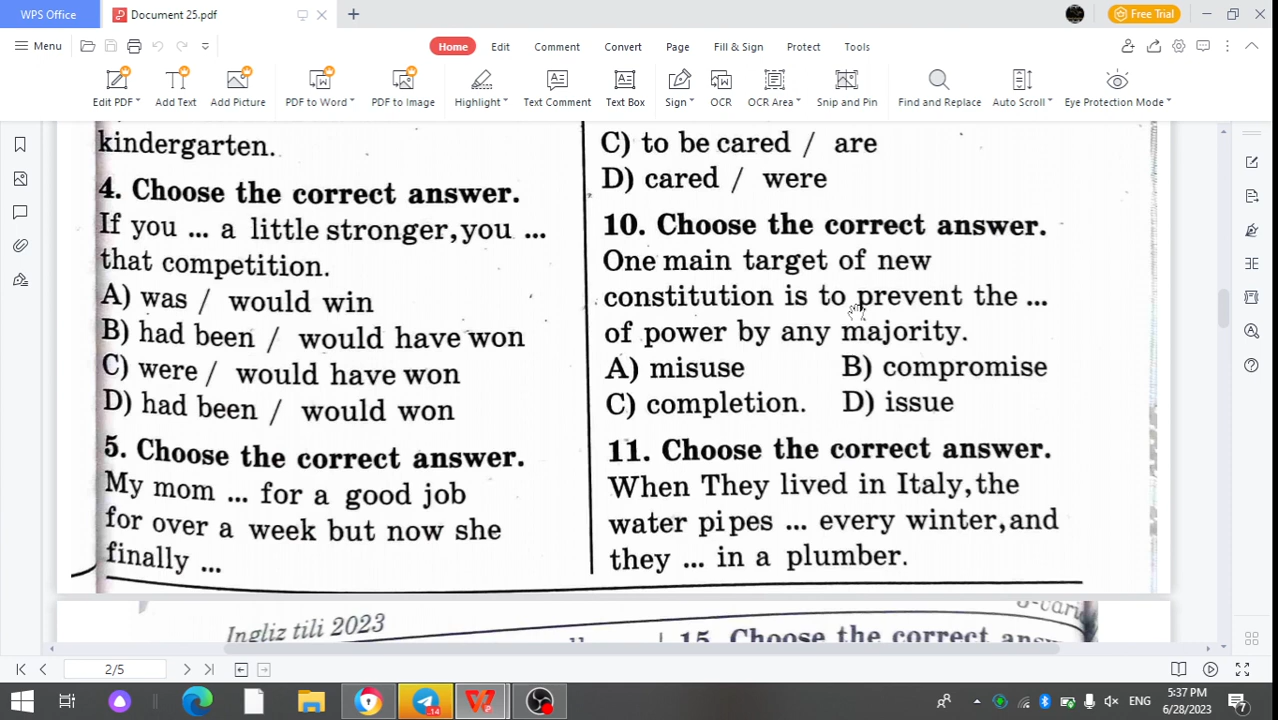 WPS Office
Document 25.pdf
Free Trial
Menu
Home
Edit
Comment
Convert
Page
Fill & Sign
Protect
Tools
Edit PDF
Add Text
Add Picture
PDF to Word
PDF to Image
Highlight
Text Comment
Text Box
Sign
OCR
OCR Area
Snip and Pin
Find and Replace
Auto Scroll
Eye Protection Mode
kindergarten.
4. Choose the correct answer.
If you ... a little stronger, you ...
that competition.
A) was / would win
B) had been / would have won
C) were / would have won
D) had been / would won
5. Choose the correct answer.
My mom ... for a good job
for over a week but now she
finally ...
C) to be cared / are
D) cared / were
10. Choose the correct answer.
One main target of new
constitution is to prevent the ...
of power by any majority.
A) misuse B) compromise
C) completion. D) issue
11. Choose the correct answer.
When They lived in Italy, the
water pipes ... every winter, and
they ... in a plumber.
Ingliz tili 2023
15. Choose the correct
2/5
14
ENG
5:37 PM
6/28/2023
7